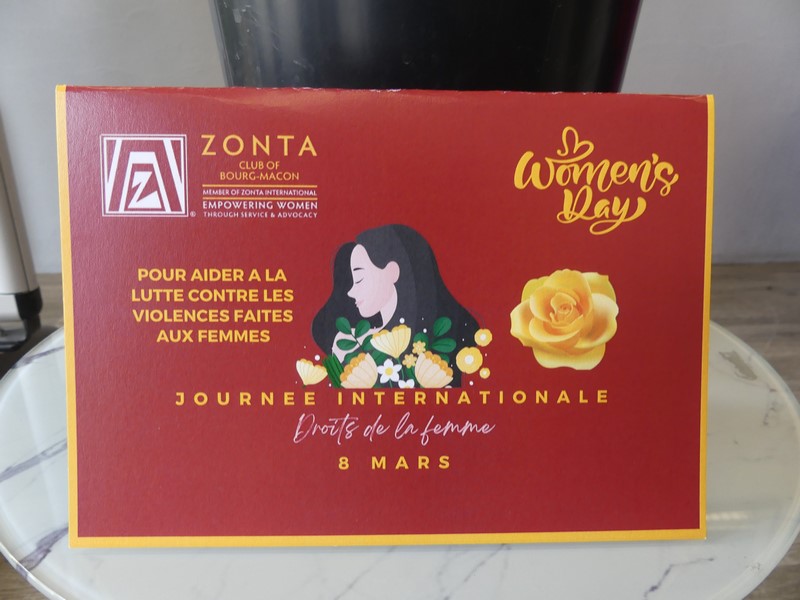 ZONTA
CLUB OF
BOURG-MACON
MEMBER OF ZONTA INTERNATIONAL
EMPOWERING WOMEN
THROUGH SERVICE & ADVOCACY
Z
®
Women's
Day
POUR AIDER A LA
LUTTE CONTRE LES
VIOLENCES FAITES
AUX FEMMES
JOURNEE INTERNATIONALE
Droits de la femme
8 MARS